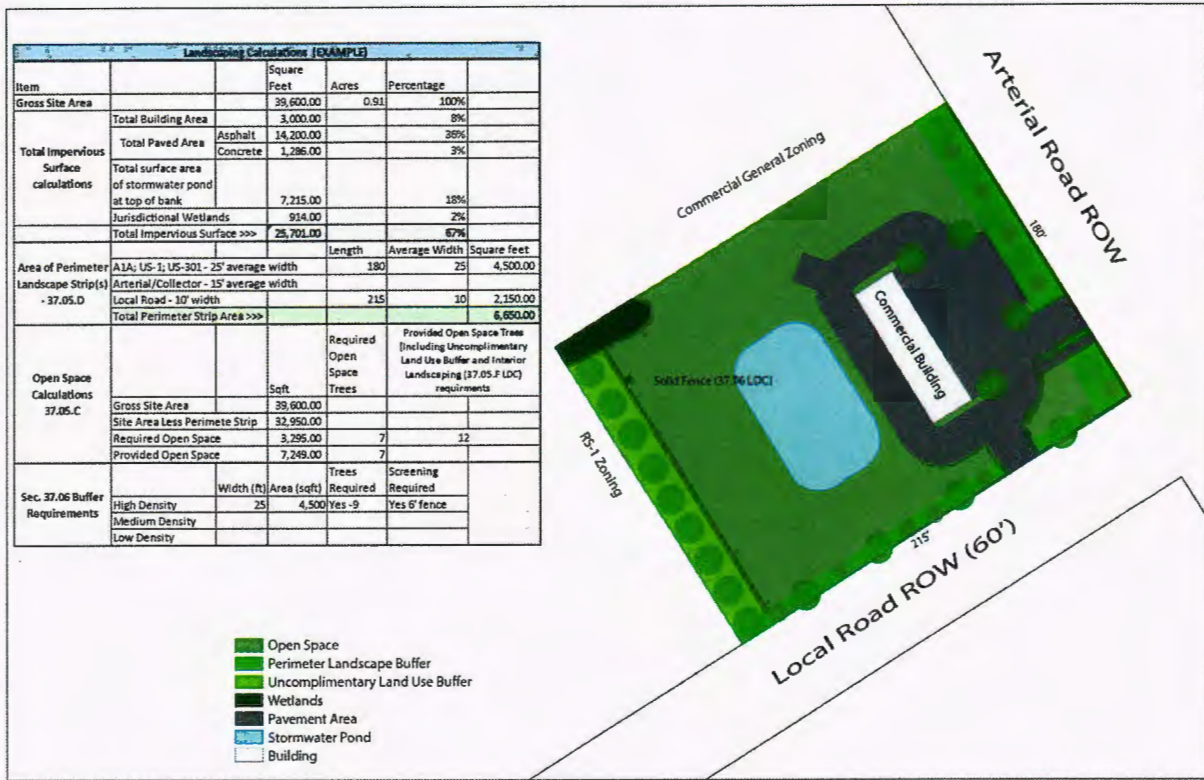 Landscaping Calculations (EXAMPLE)
Item Square Feet Acres Percentage
Gross Site Area 39,600.00 0.91 100%
Total Impervious Surface calculations
Total Building Area 3,000.00 8%
Total Paved Area Asphalt 14,200.00 36%
Concrete 1,286.00 3%
Total surface area
of stormwater pond
at top of bank 7,215.00 18%
Jurisdictional Wetlands 914.00 2%
Total Impervious Surface >>> 25,701.00 67%
Length Average Width Square feet
Area of Perimeter
Landscape Strip(s)
- 37.05.D
A1A; US-1; US-301 - 25' average width 180 25 4,500.00
Arterial/Collector - 15' average width
Local Road - 10' width 215 10 2,150.00
Total Perimeter Strip Area >>> 6,650.00
Open Space
Calculations
37.05.C
Sqft
Required
Open
Space
Trees
Provided Open Space Trees
(Including Uncomplimentary
Land Use Buffer and Interior
Landscaping (37.05.F LDC)
requirments
Gross Site Area 39,600.00
Site Area Less Perimete Strip 32,950.00
Required Open Space 3,295.00 7 12
Provided Open Space 7,249.00 7
Sec. 37.06 Buffer
Requirements
Width (ft) Area (sqft) Trees Required Screening Required
High Density 25 4,500 Yes -9 Yes 6' fence
Medium Density
Low Density
Arterial Road ROW
Commercial General Zoning
180'
Commercial Building
Solid Fence (37.06 LDC)
RS-1 Zoning
215'
Local Road ROW (60')
Open Space
Perimeter Landscape Buffer
Uncomplimentary Land Use Buffer
Wetlands
Pavement Area
Stormwater Pond
Building